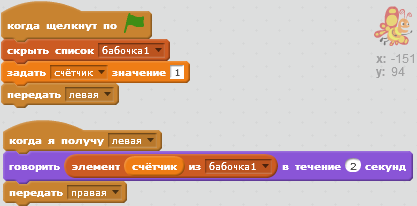 когда щелкнут по
скрыть список бабочка1
задать счётчик значение 1
передать левая
x: -151
y: 94
когда я получу левая
говорить элемент счётчик из бабочка1 в течение 2 секунд
передать правая